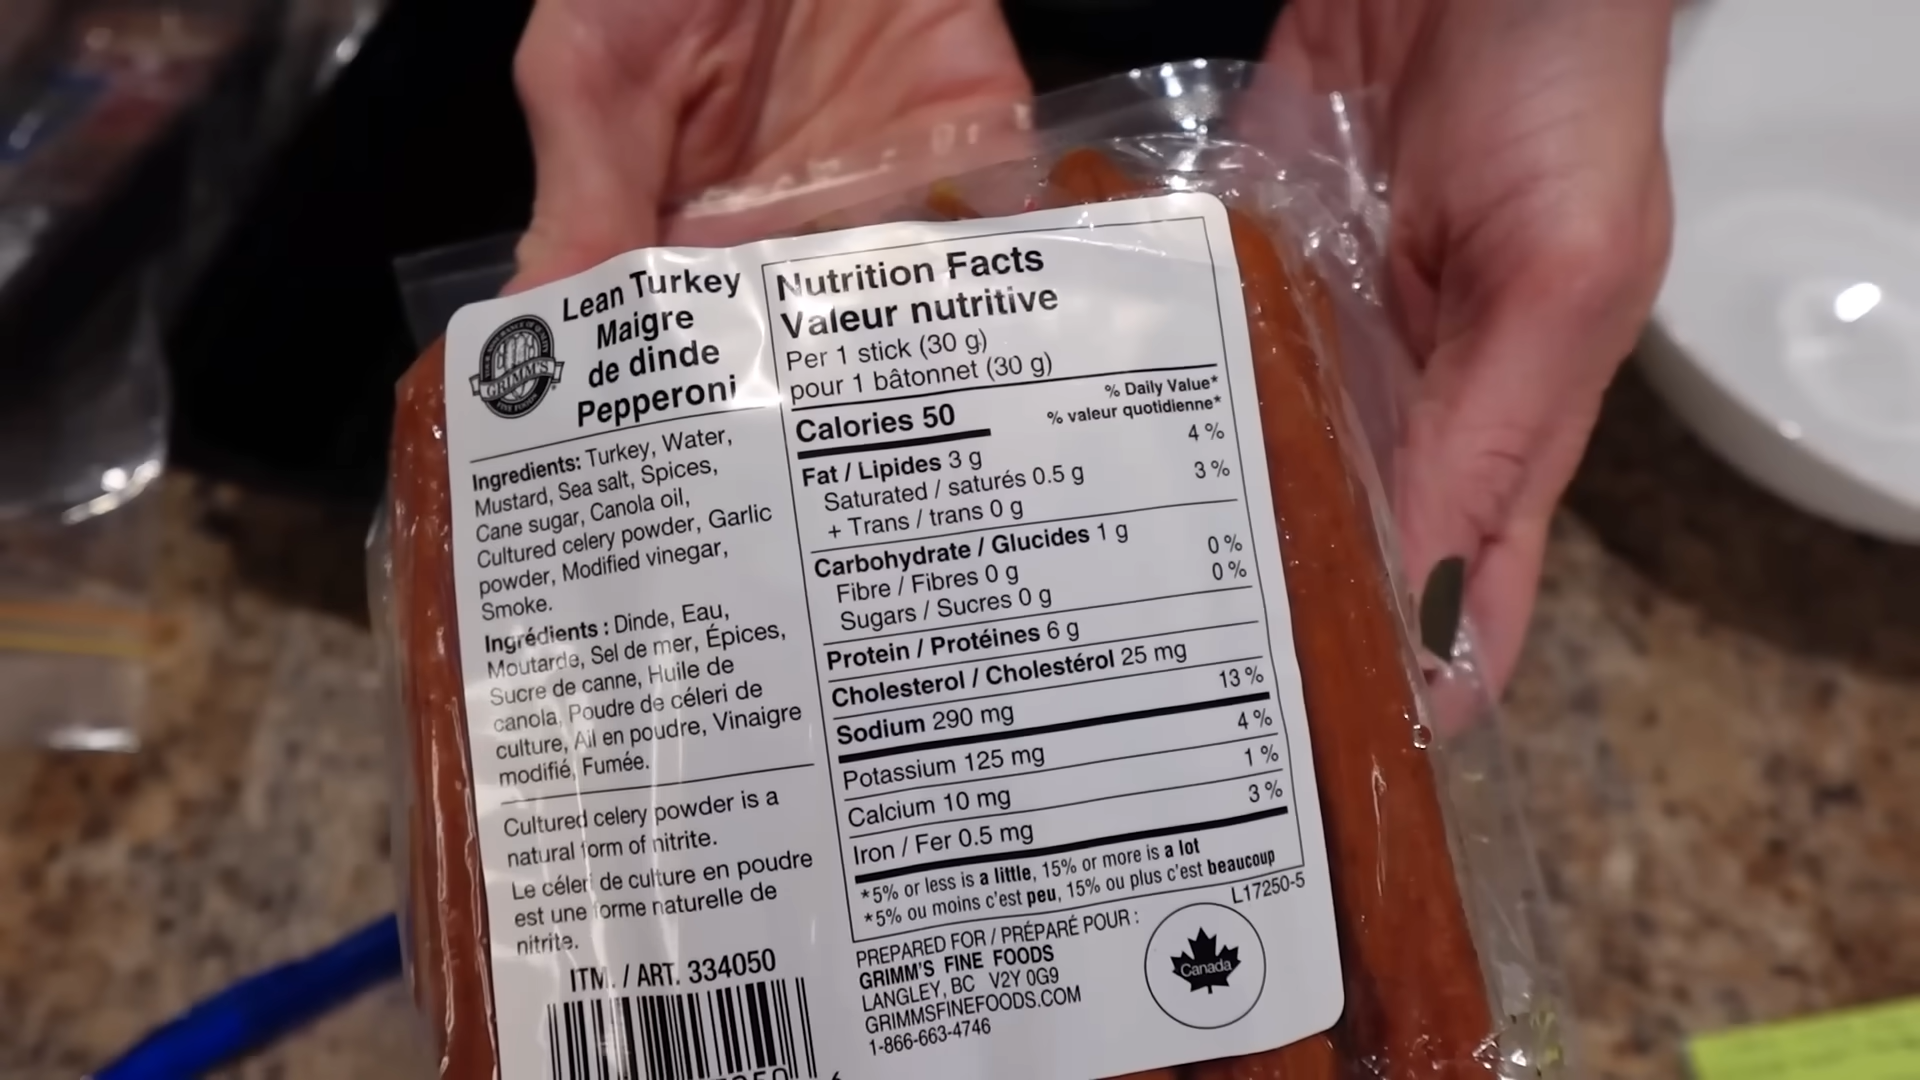 Lean Turkey
Maigre
de dinde
Pepperoni
GRIMM'S
FINE FOODS
Ingredients: Turkey, Water,
Mustard, Sea salt, Spices,
Cane sugar, Canola oil,
Cultured celery powder, Garlic
powder, Modified vinegar,
Smoke.
Ingrédients : Dinde, Eau,
Moutarde, Sel de mer, Épices,
Sucre de canne, Huile de
canola, Poudre de céleri de
culture, Ail en poudre, Vinaigre
modifié, Fumée.
Cultured celery powder is a
natural form of nitrite.
Le céleri de culture en poudre
est une forme naturelle de
nitrite.
ITM. / ART. 334050
Nutrition Facts
Valeur nutritive
Per 1 stick (30 g)
pour 1 bâtonnet (30 g)
% Daily Value*
% valeur quotidienne*
Calories 50
Fat / Lipides 3 g 4 %
Saturated / saturés 0.5 g 3 %
+ Trans / trans 0 g
Carbohydrate / Glucides 1 g
Fibre / Fibres 0 g 0 %
Sugars / Sucres 0 g 0 %
Protein / Protéines 6 g
Cholesterol / Cholestérol 25 mg
Sodium 290 mg 13 %
Potassium 125 mg 4 %
Calcium 10 mg 1 %
Iron / Fer 0.5 mg 3 %
*5% or less is a little, 15% or more is a lot
*5% ou moins c'est peu, 15% ou plus c'est beaucoup
L17250-5
PREPARED FOR / PRÉPARÉ POUR :
GRIMM'S FINE FOODS
LANGLEY, BC V2Y 0G9
GRIMMSFINEFOODS.COM
1-866-663-4746
Canada